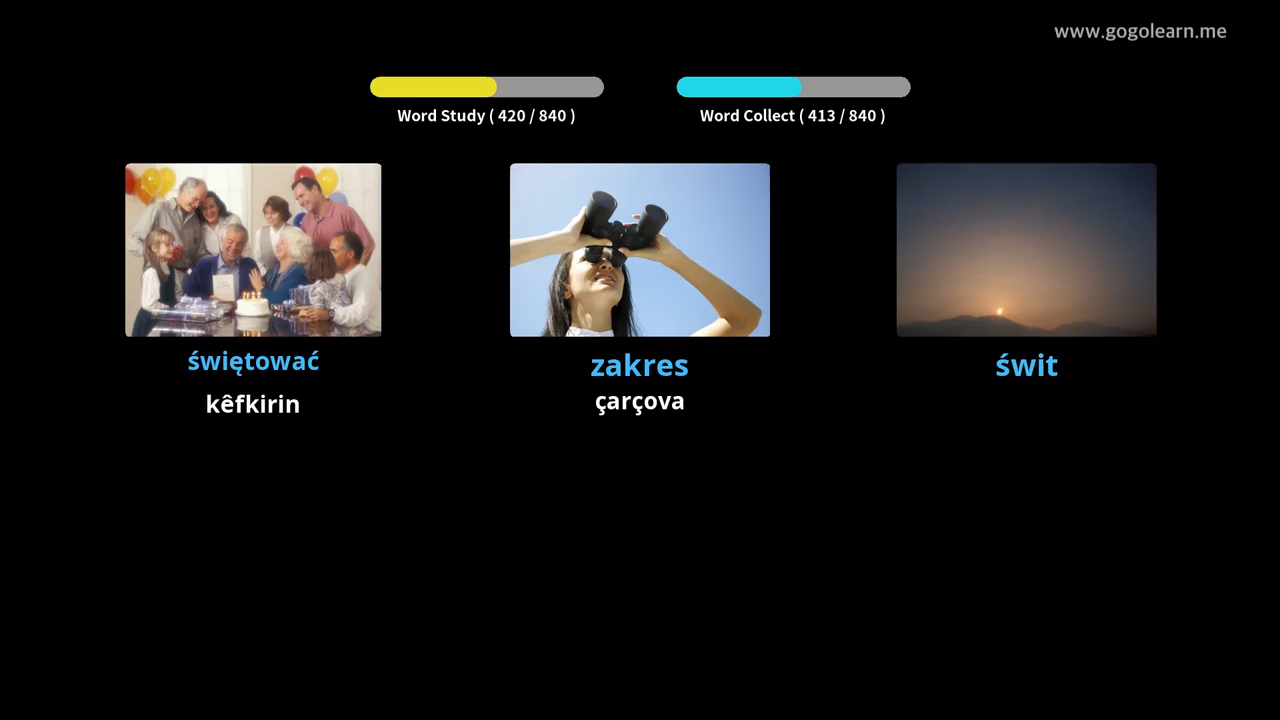 www.gogolearn.me
Word Study ( 420 / 840 )
Word Collect ( 413 / 840 )
świętować
kêfkirin
zakres
çarçova
świt